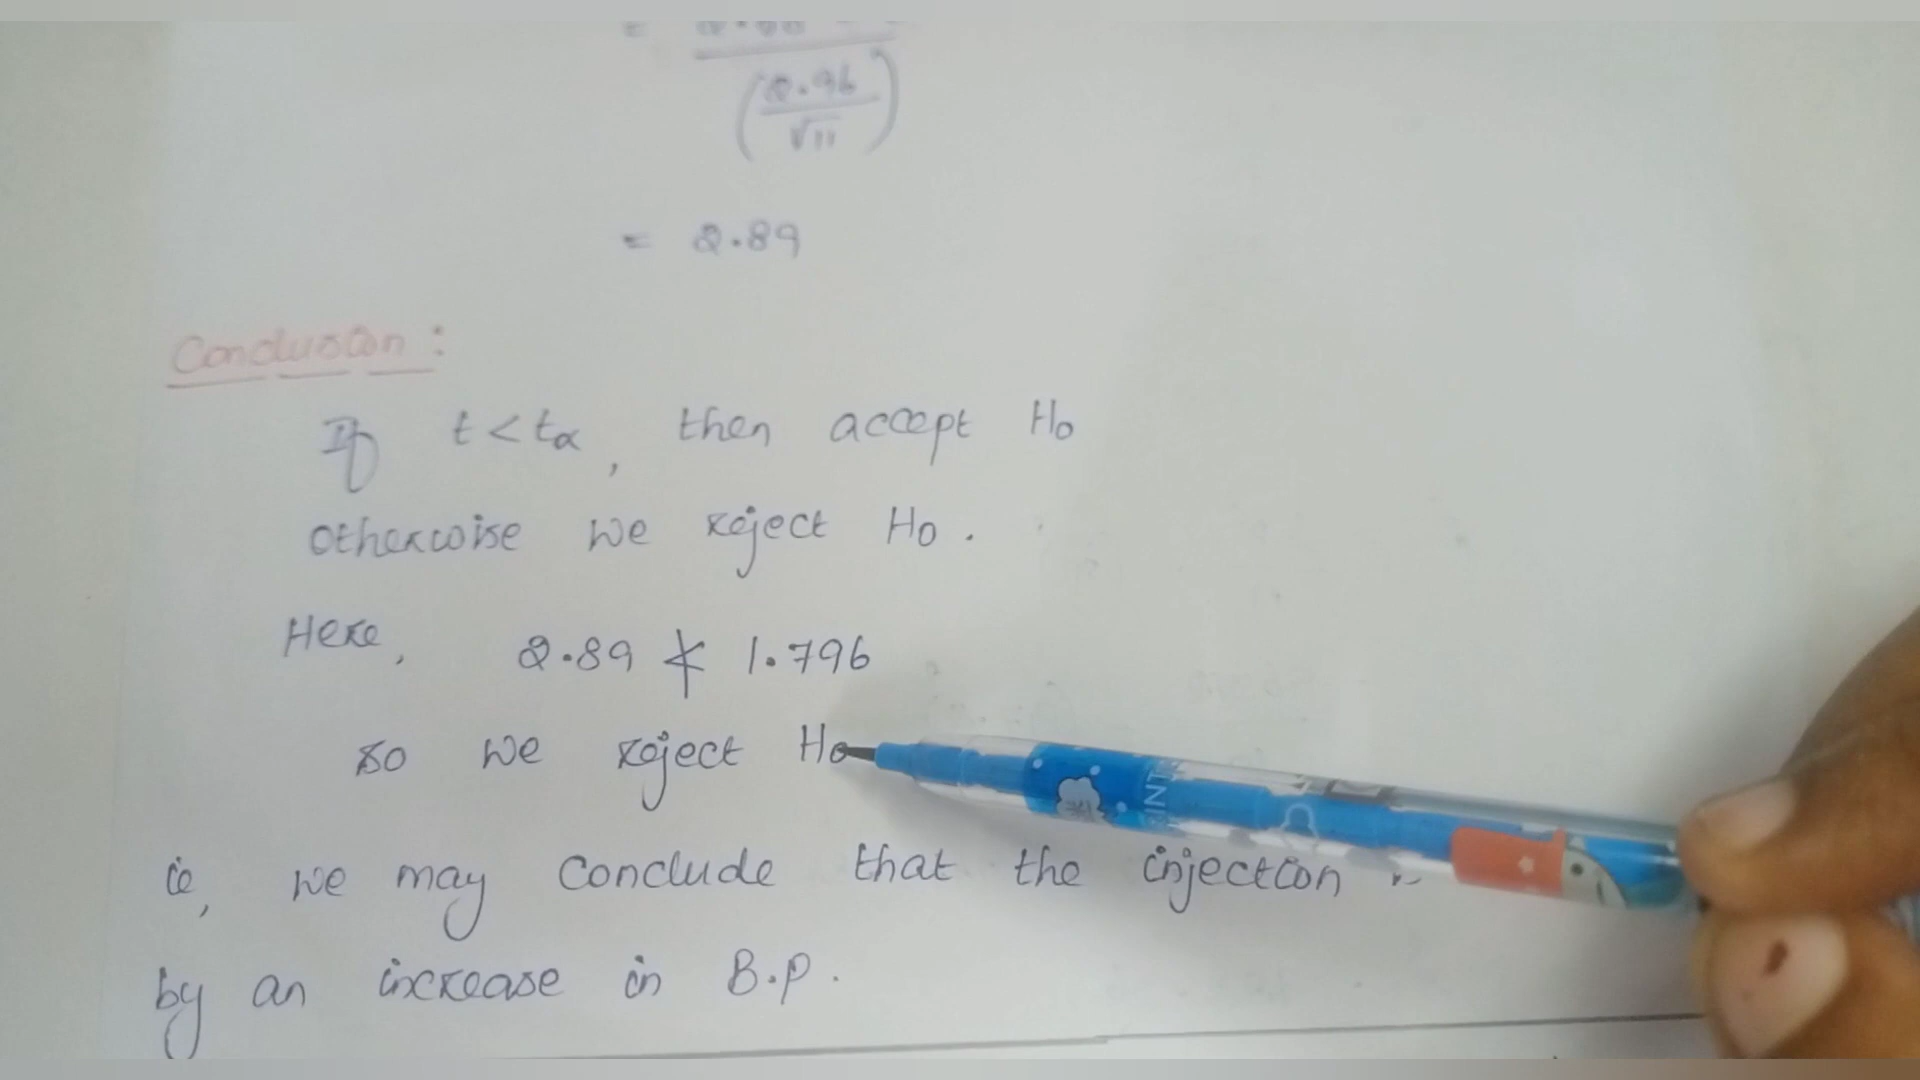 (2.96 / √11)
= 2.89
Conclusion :
If t < tα, then accept H0
otherwise we reject H0.
Here, 2.89 ≮ 1.796
so we reject H0
ie, we may conclude that the injection
by an increase in B.P.